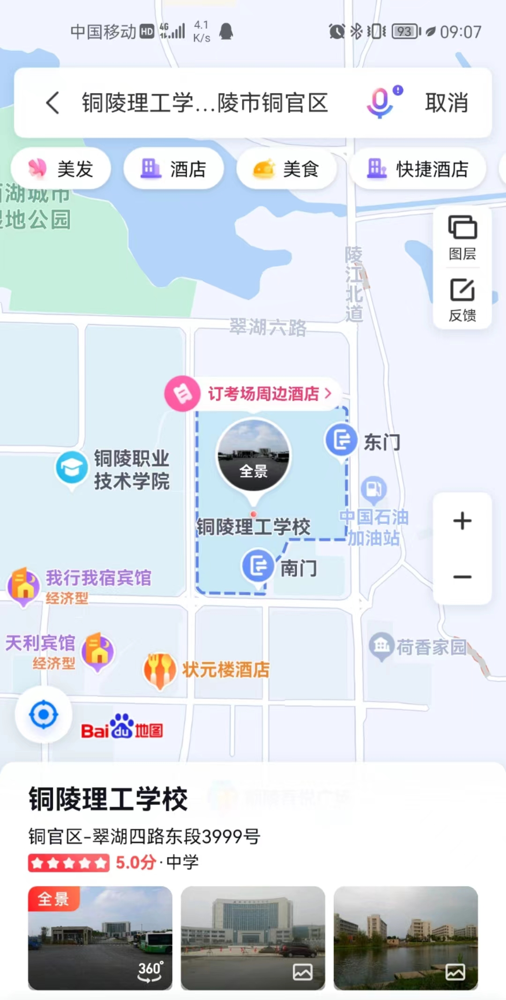 中国移动 HD 4G 4.1 K/s 93 09:07
铜陵理工学...陵市铜官区 取消
美发 酒店 美食 快捷酒店
湖城市
地公园
图层
反馈
陵江北道
翠湖六路
订考场周边酒店
东门
全景
铜陵职业
技术学院
中国石油
加油站
铜陵理工学校
南门
我行我宿宾馆
经济型
天利宾馆
经济型
荷香家园
状元楼酒店
Bai du 地图
铜陵理工学校
铜官区-翠湖四路东段3999号
5.0分·中学
全景
360°